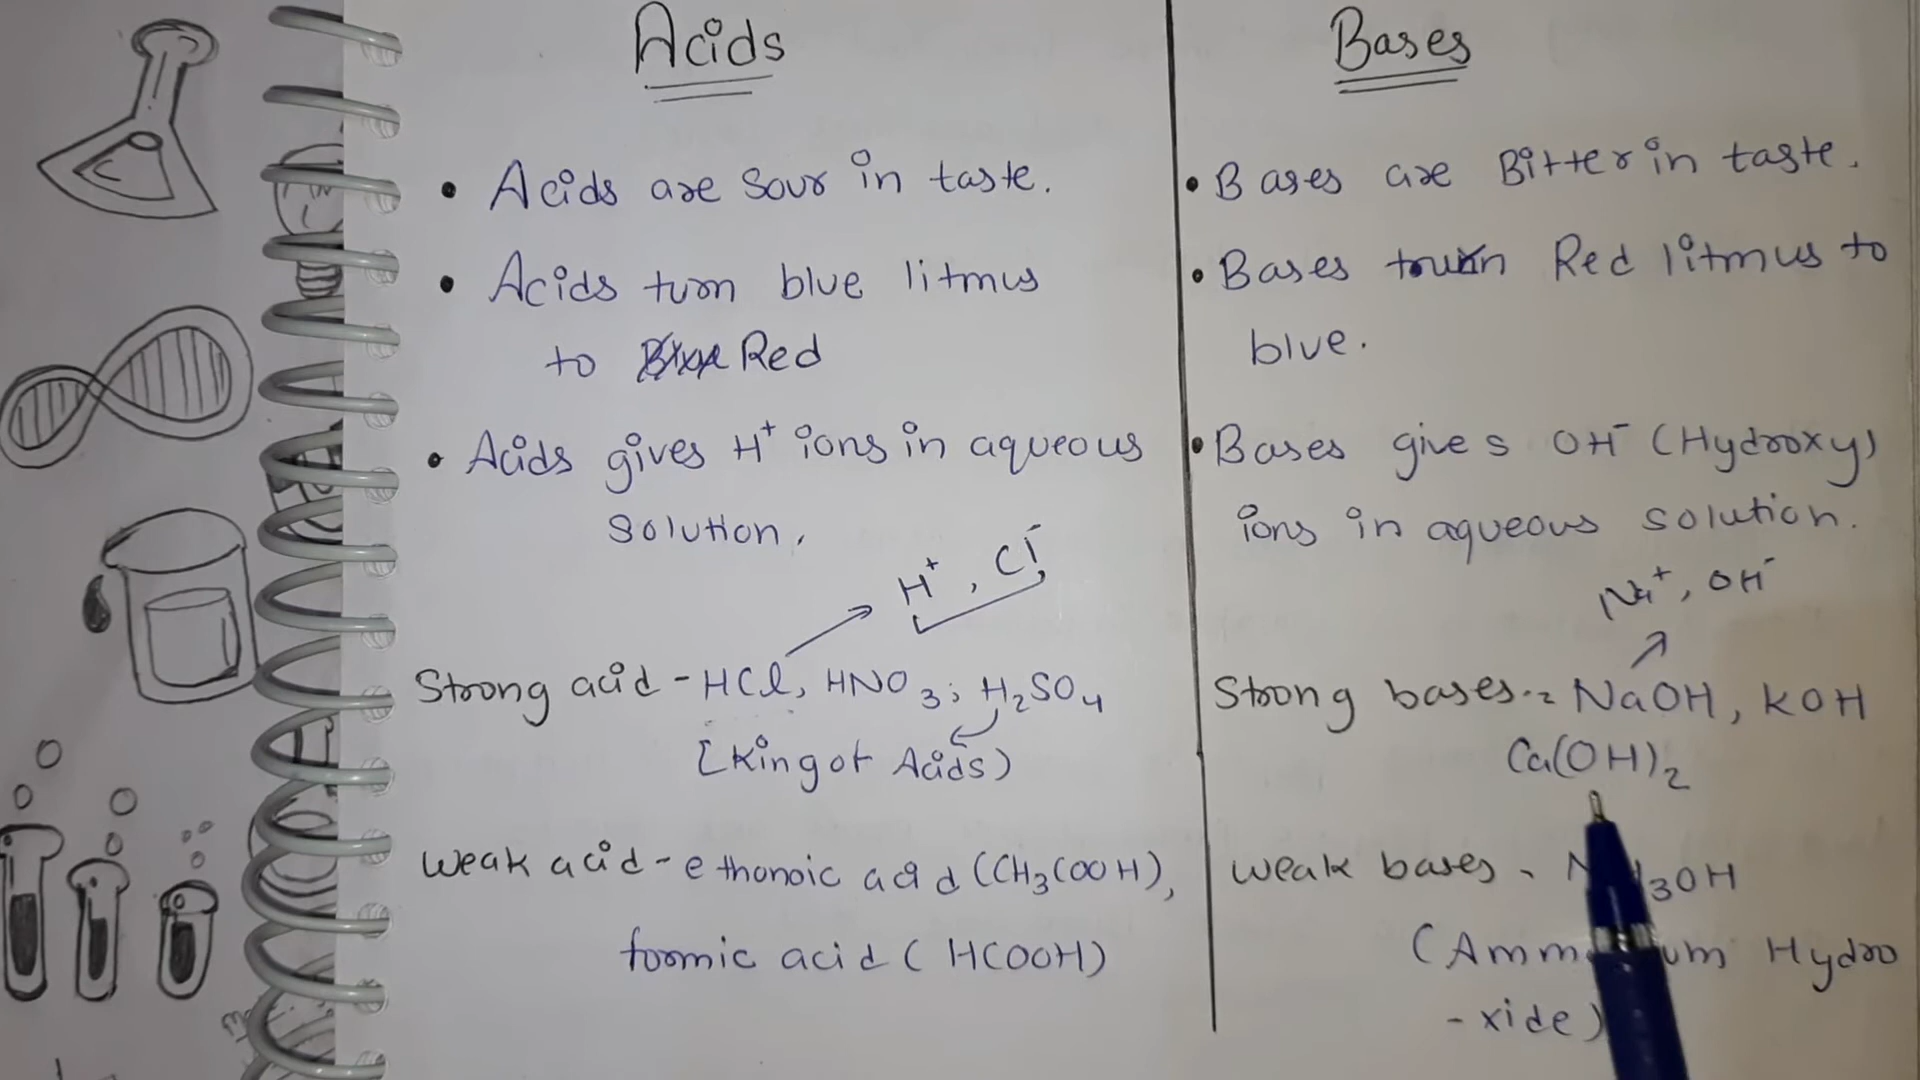 Acids
• Acids are sour in taste.
• Acids turn blue litmus
to Red
• Acids gives H⁺ ions in aqueous
solution.
H⁺, Cl⁻
Strong acid - HCl, HNO₃, H₂SO₄
[King of Acids)
Weak acid - ethanoic acid (CH₃COOH),
formic acid (HCOOH)
Bases
• Bases are Bitter in taste.
• Bases turn Red litmus to
blue.
• Bases gives OH⁻ (Hydroxy)
ions in aqueous solution.
Na⁺, OH⁻
Strong bases - NaOH, KOH
Ca(OH)₂
Weak bases -
Hydro
-xide)